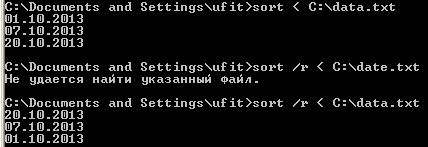 C:\Documents and Settings\ufit>sort < C:\data.txt
01.10.2013
07.10.2013
20.10.2013
C:\Documents and Settings\ufit>sort /r < C:\date.txt
Не удается найти указанный файл.
C:\Documents and Settings\ufit>sort /r < C:\data.txt
20.10.2013
07.10.2013
01.10.2013